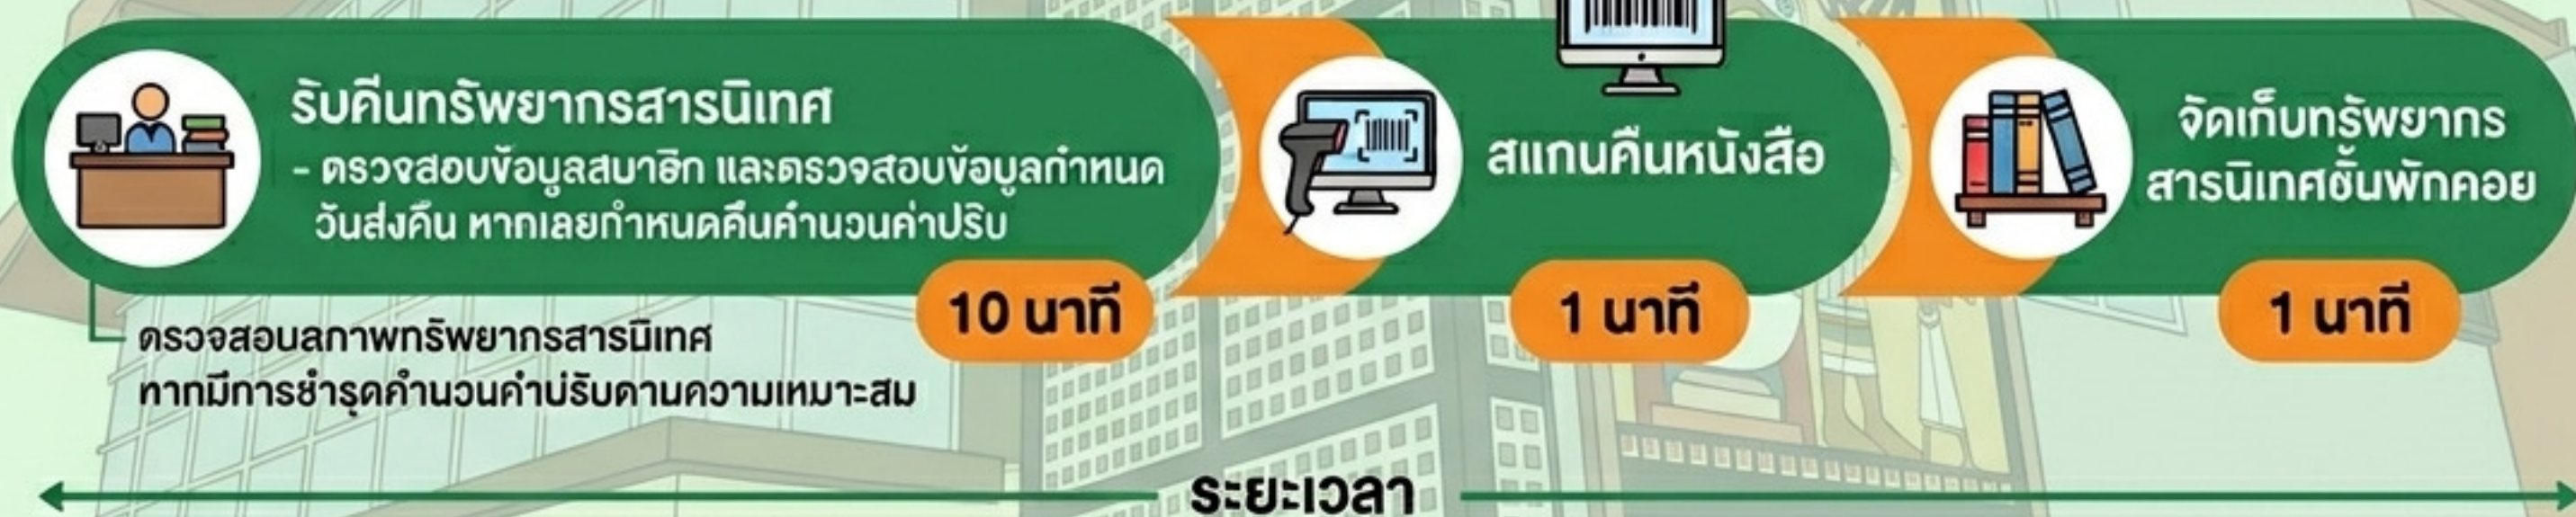 รับคืนทรัพยากรสารนิเทศ
- ตรวจสอบข้อมูลสมาชิก และตรวจสอบข้อมูลกำหนด
วันส่งคืน หากเลยกำหนดคืนคำนวนค่าปรับ
10 นาที
ตรวจสอบสภาพทรัพยากรสารนิเทศ
หากมีการชำรุดคำนวนค่าปรับตามความเหมาะสม
สแกนคืนหนังสือ
1 นาที
จัดเก็บทรัพยากร
สารนิเทศชั้นพักคอย
1 นาที
ระยะเวลา